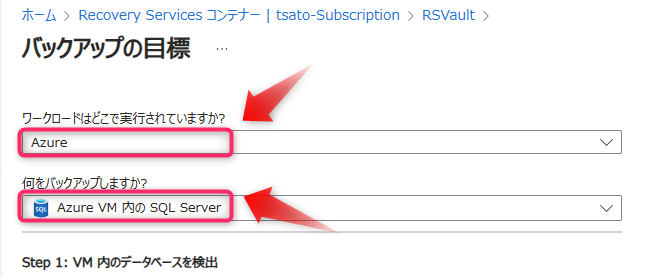 ホーム > Recovery Services コンテナー | tsato-Subscription > RSVault >
バックアップの目標 ...
ワークロードはどこで実行されていますか?
Azure
何をバックアップしますか?
SQL Azure VM 内の SQL Server
Step 1: VM 内のデータベースを検出